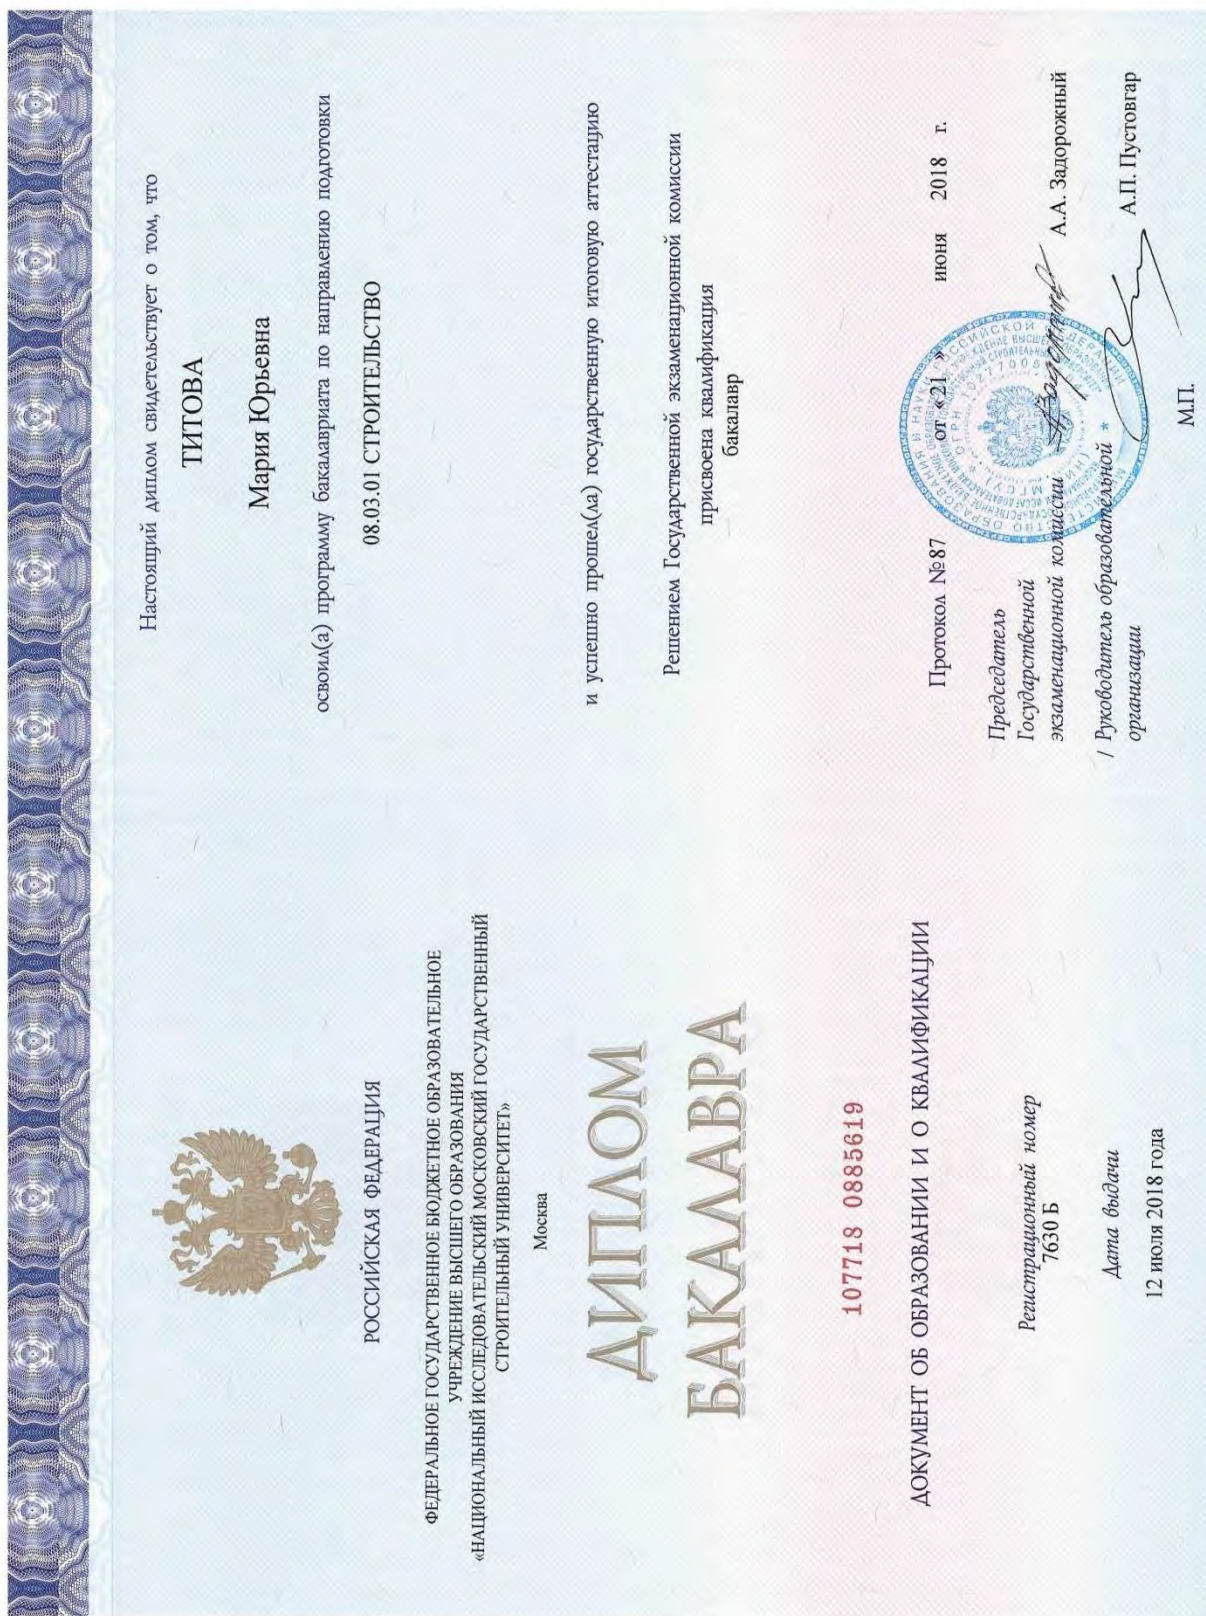 РОССИЙСКАЯ ФЕДЕРАЦИЯ
ФЕДЕРАЛЬНОЕ ГОСУДАРСТВЕННОЕ БЮДЖЕТНОЕ ОБРАЗОВАТЕЛЬНОЕ
УЧРЕЖДЕНИЕ ВЫСШЕГО ОБРАЗОВАНИЯ
«НАЦИОНАЛЬНЫЙ ИССЛЕДОВАТЕЛЬСКИЙ МОСКОВСКИЙ ГОСУДАРСТВЕННЫЙ
СТРОИТЕЛЬНЫЙ УНИВЕРСИТЕТ»
Москва
ДИПЛОМ
БАКАЛАВРА
107718 0885619
ДОКУМЕНТ ОБ ОБРАЗОВАНИИ И О КВАЛИФИКАЦИИ
Регистрационный номер
7630 Б
Дата выдачи
12 июля 2018 года
Настоящий диплом свидетельствует о том, что
ТИТОВА
Мария Юрьевна
освоил(а) программу бакалавриата по направлению подготовки
08.03.01 СТРОИТЕЛЬСТВО
и успешно прошел(ла) государственную итоговую аттестацию
Решением Государственной экзаменационной комиссии
присвоена квалификация
бакалавр
Протокол №87 от «21» июня 2018 г.
Председатель
Государственной
экзаменационной комиссии А.А. Задорожный
/ Руководитель образовательной
организации А.П. Пустовгар
М.П.